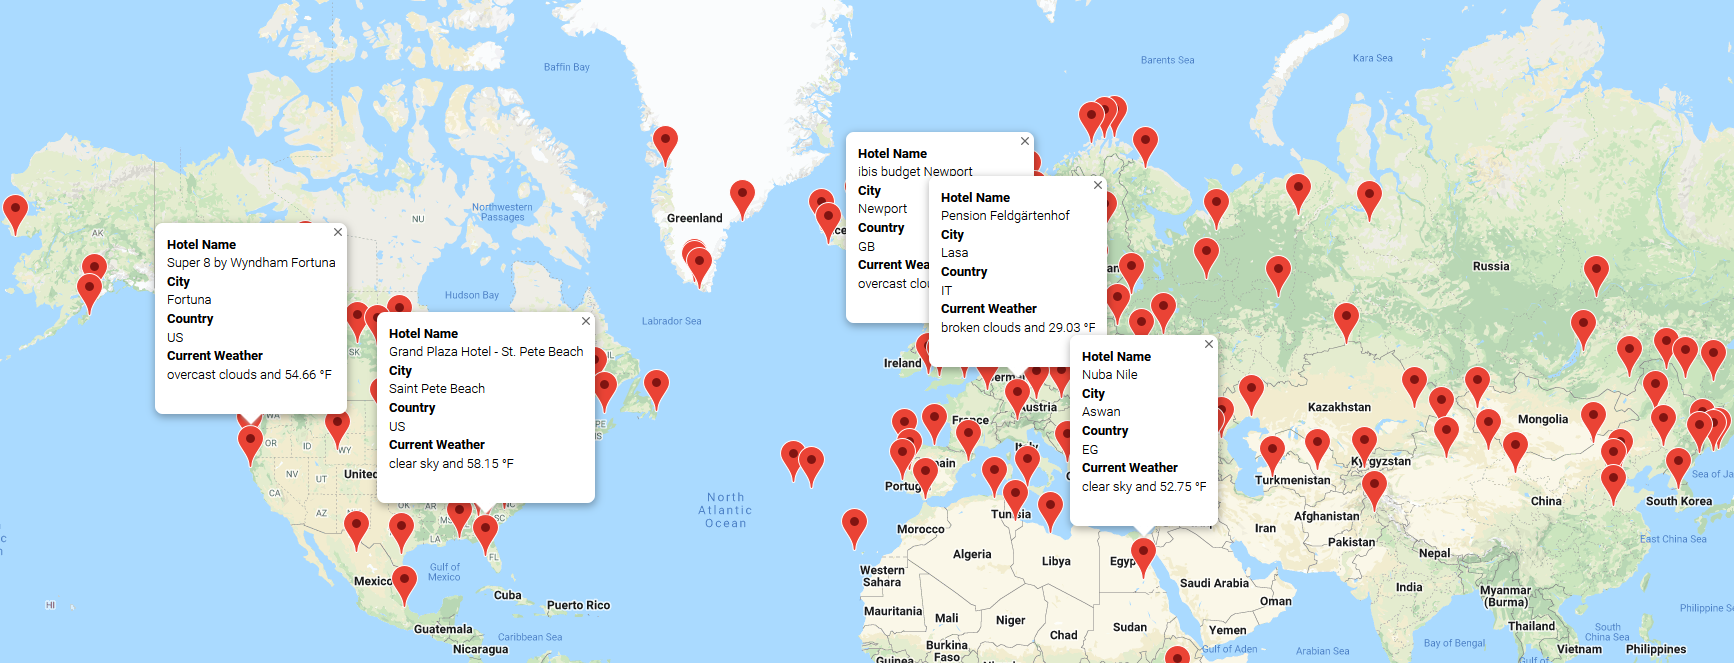 Baffin Bay
Barents Sea
Kara Sea
Northwestern
Passages
Greenland
NU
AK
Hudson Bay
Labrador Sea
Russia
Hotel Name
Super 8 by Wyndham Fortuna
City
Fortuna
Country
US
Current Weather
overcast clouds and 54.66 °F
Hotel Name
Grand Plaza Hotel - St. Pete Beach
City
Saint Pete Beach
Country
US
Current Weather
clear sky and 58.15 °F
Hotel Name
ibis budget Newport
City
Newport
Country
GB
Current Wea
overcast clou
Hotel Name
Pension Feldgärtenhof
City
Lasa
Country
IT
Current Weather
broken clouds and 29.03 °F
Hotel Name
Nuba Nile
City
Aswan
Country
EG
Current Weather
clear sky and 52.75 °F
SK
WA
OR
ID
WY
NV
UT
United
CA
AZ
OK
AR
MS
SC
LA
FL
PE
NS
Gulf of
Mexico
Mexico
Cuba
Puerto Rico
Guatemala
Caribbean Sea
Nicaragua
HI
North
Atlantic
Ocean
Ireland
Germ
France
Austria
Italy
ain
Portug
Tunisia
Morocco
Algeria
Libya
Egyp
Western
Sahara
Mauritania
Mali
Niger
Chad
Sudan
Burkina
Faso
Guinea
Saudi Arabia
Oman
Yemen
Gulf of Aden
Arabian Sea
Kazakhstan
Kyrgyzstan
Turkmenistan
Afghanistan
Iran
Pakistan
Nepal
India
Mongolia
China
South Korea
Sea of Ja
East China Sea
Myanmar
(Burma)
Thailand
Vietnam
Bay of Bengal
South
China Sea
Gulf of
Philippines
Philippine S